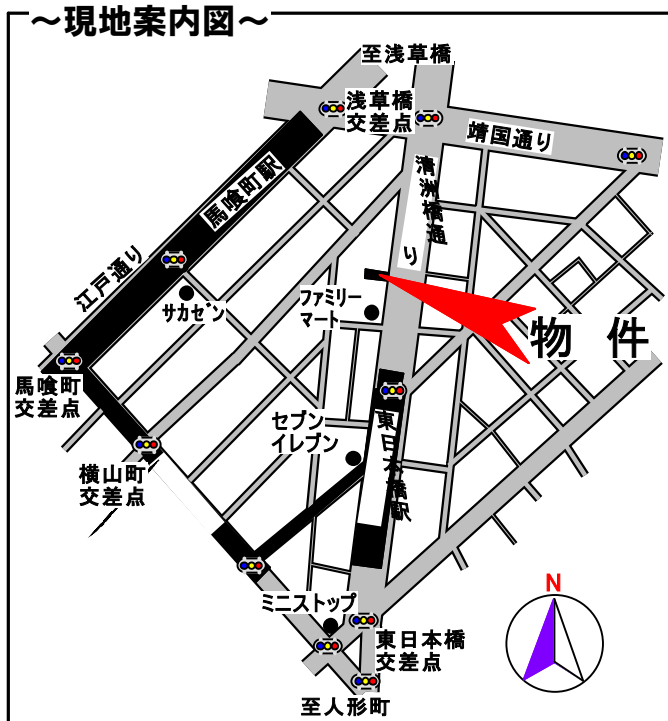 ~現地案内図~
至浅草橋
浅草橋
交差点
靖国通り
清洲橋通り
馬喰町駅
江戸通り
サカゼン
ファミリー
マート
物件
馬喰町
交差点
セブン
イレブン
東日本橋駅
横山町
交差点
ミニストップ
N
東日本橋
交差点
至人形町